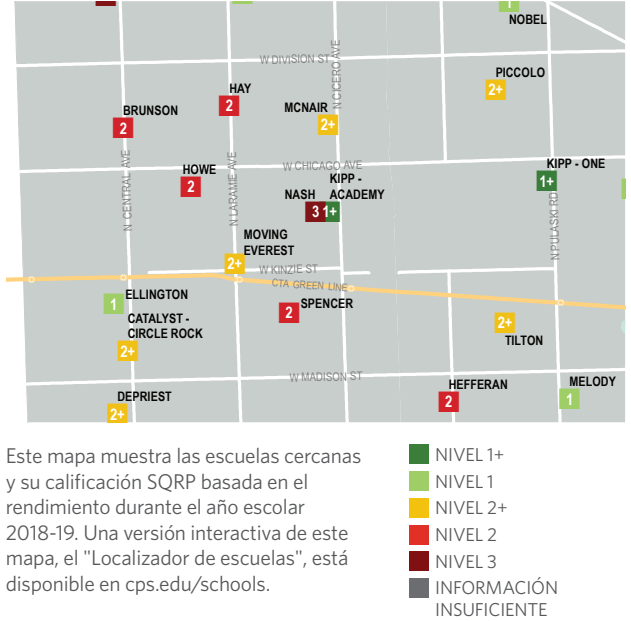 1
NOBEL
W DIVISION ST
N CICERO AVE
PICCOLO
2+
HAY
2
BRUNSON
2
MCNAIR
2+
W CHICAGO AVE
N CENTRAL AVE
N LARAMIE AVE
HOWE
2
KIPP -
ACADEMY
NASH
3 1+
KIPP - ONE
1+
N PULASKI RD
MOVING
EVEREST
2+
W KINZIE ST
CTA GREEN LINE
ELLINGTON
1
SPENCER
2
CATALYST -
CIRCLE ROCK
2+
2+
TILTON
W MADISON ST
DEPRIEST
2+
HEFFERAN
2
MELODY
1
Este mapa muestra las escuelas cercanas
y su calificación SQRP basada en el
rendimiento durante el año escolar
2018-19. Una versión interactiva de este
mapa, el "Localizador de escuelas", está
disponible en cps.edu/schools.
NIVEL 1+
NIVEL 1
NIVEL 2+
NIVEL 2
NIVEL 3
INFORMACIÓN
INSUFICIENTE